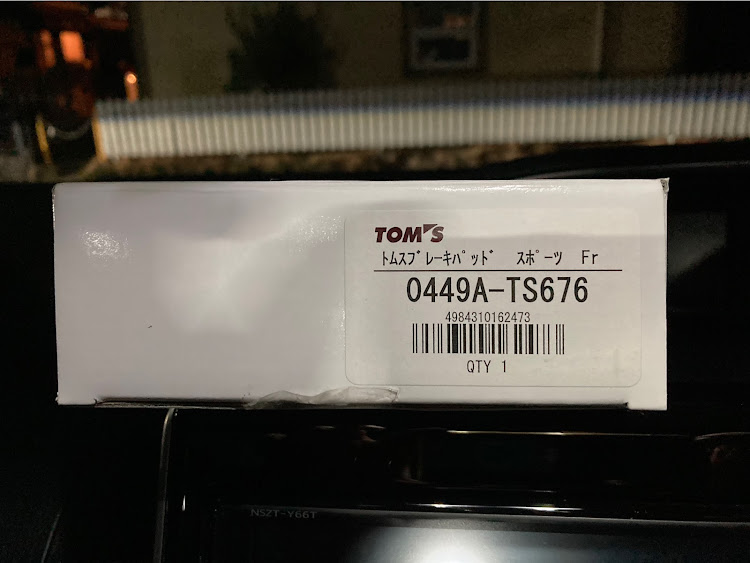 TOM'S
ﾄﾑｽﾌﾞﾚｰｷﾊﾟｯﾄﾞ ｽﾎﾟｰﾂ Fr
0449A-TS676
4984310162473
QTY 1
NSZT-Y66T